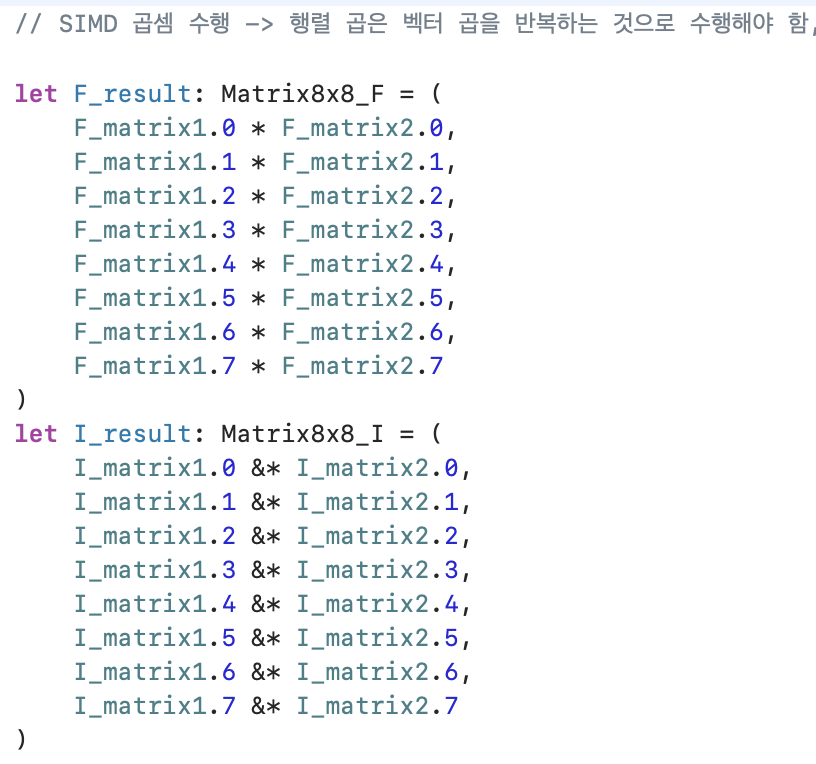 // SIMD 곱셈 수행 -> 행렬 곱은 벡터 곱을 반복하는 것으로 수행해야 함,
let F_result: Matrix8x8_F = (
    F_matrix1.0 * F_matrix2.0,
    F_matrix1.1 * F_matrix2.1,
    F_matrix1.2 * F_matrix2.2,
    F_matrix1.3 * F_matrix2.3,
    F_matrix1.4 * F_matrix2.4,
    F_matrix1.5 * F_matrix2.5,
    F_matrix1.6 * F_matrix2.6,
    F_matrix1.7 * F_matrix2.7
)
let I_result: Matrix8x8_I = (
    I_matrix1.0 &* I_matrix2.0,
    I_matrix1.1 &* I_matrix2.1,
    I_matrix1.2 &* I_matrix2.2,
    I_matrix1.3 &* I_matrix2.3,
    I_matrix1.4 &* I_matrix2.4,
    I_matrix1.5 &* I_matrix2.5,
    I_matrix1.6 &* I_matrix2.6,
    I_matrix1.7 &* I_matrix2.7
)